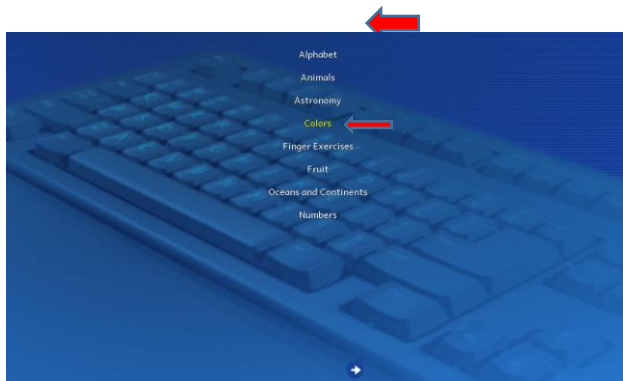 Alphabet
Animals
Astronomy
Colors
Finger Exercises
Fruit
Oceans and Continents
Numbers